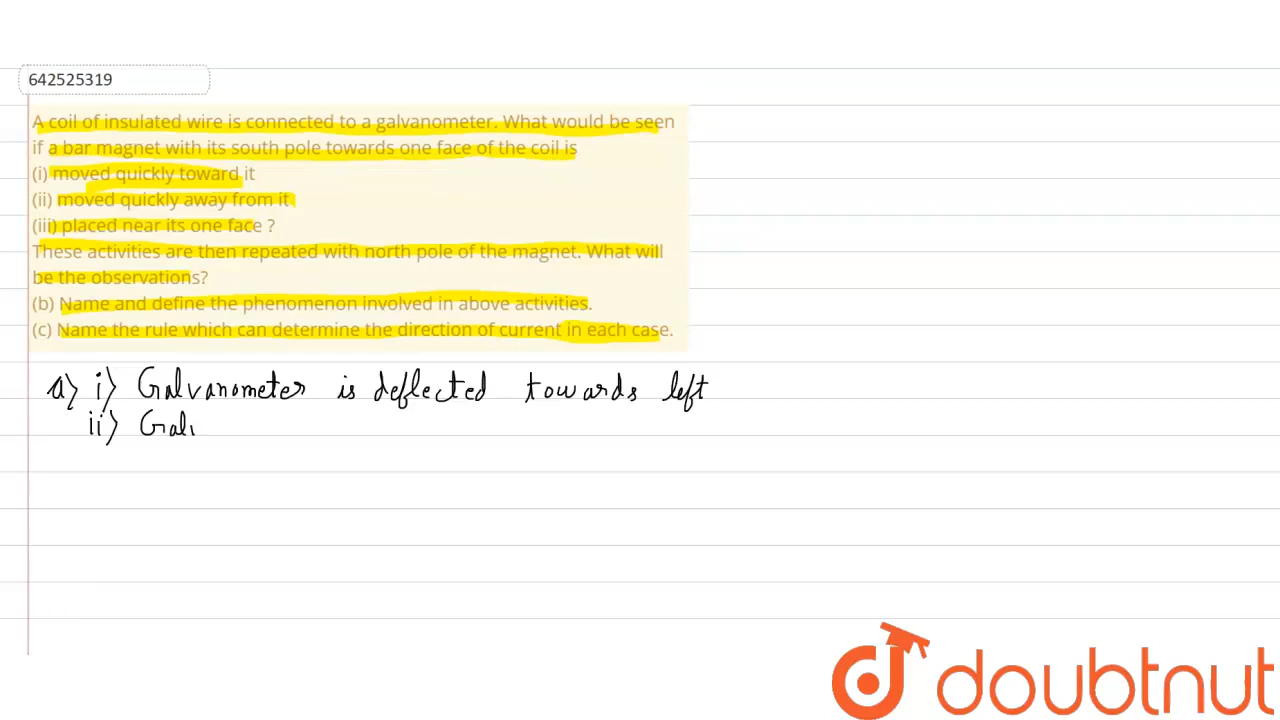 642525319
A coil of insulated wire is connected to a galvanometer. What would be seen
if a bar magnet with its south pole towards one face of the coil is
(i) moved quickly toward it
(ii) moved quickly away from it
(iii) placed near its one face ?
These activities are then repeated with north pole of the magnet. What will
be the observations?
(b) Name and define the phenomenon involved in above activities.
(c) Name the rule which can determine the direction of current in each case.
a) i) Galvanometer is deflected towards left
ii) Gal
doubtnut